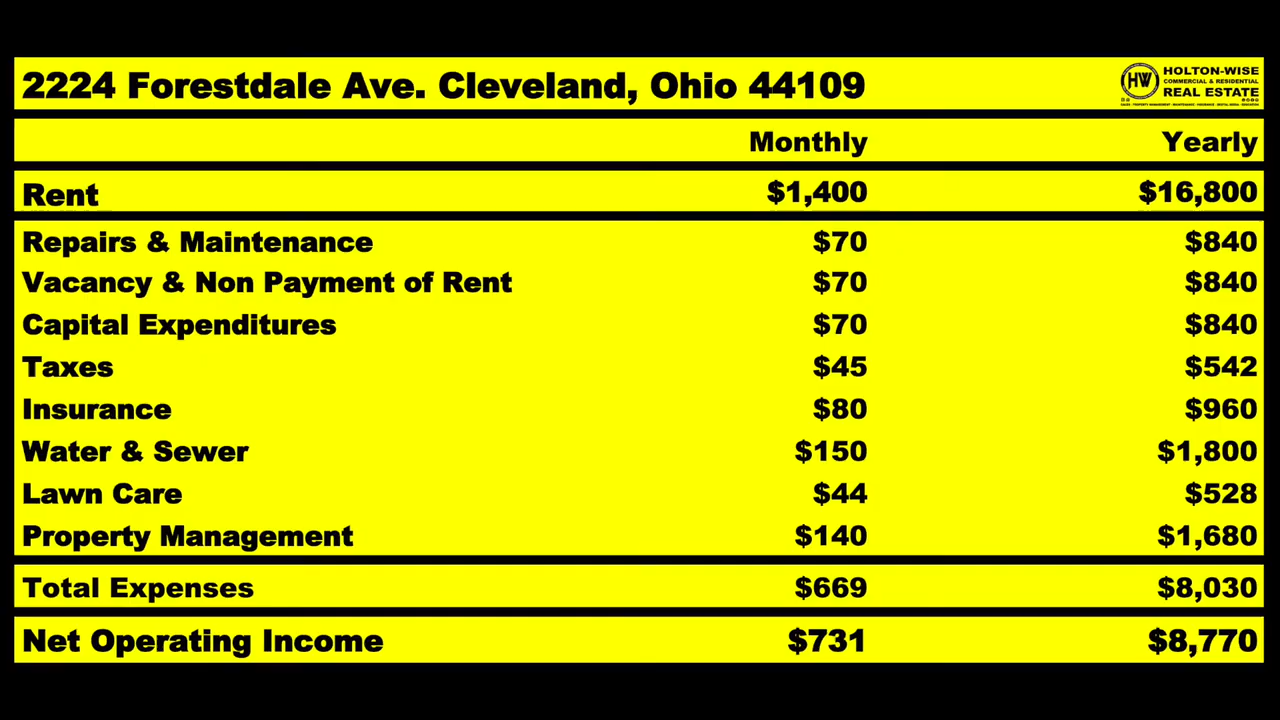 2224 Forestdale Ave. Cleveland, Ohio 44109
HOLTON-WISE
COMMERCIAL & RESIDENTIAL
REAL ESTATE
HW
Monthly Yearly
Rent $1,400 $16,800
Repairs & Maintenance $70 $840
Vacancy & Non Payment of Rent $70 $840
Capital Expenditures $70 $840
Taxes $45 $542
Insurance $80 $960
Water & Sewer $150 $1,800
Lawn Care $44 $528
Property Management $140 $1,680
Total Expenses $669 $8,030
Net Operating Income $731 $8,770